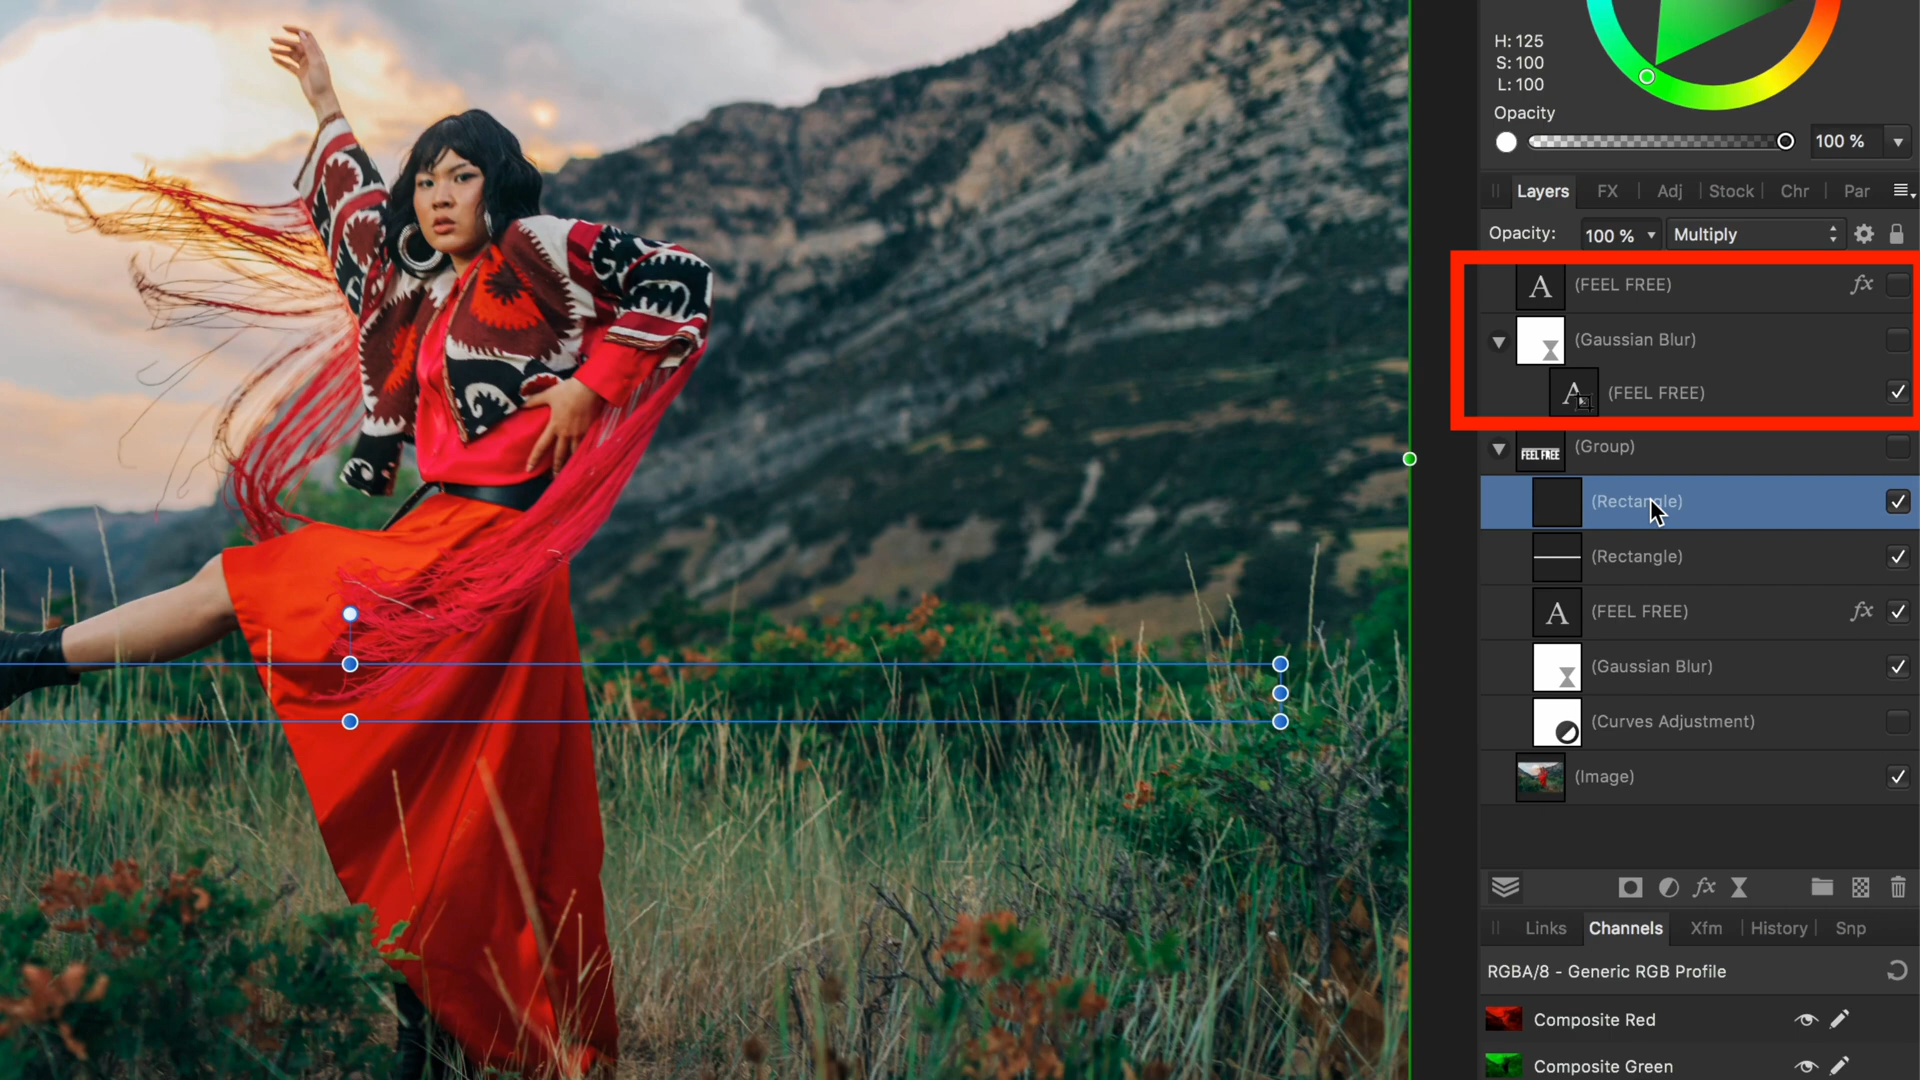 H: 125
S: 100
L: 100
Opacity
100 %
Layers FX Adj Stock Chr Par
Opacity: 100 % Multiply
A (FEEL FREE) fx
(Gaussian Blur)
A (FEEL FREE)
FEEL FREE (Group)
(Rectangle)
(Rectangle)
A (FEEL FREE) fx
(Gaussian Blur)
(Curves Adjustment)
(Image)
fx
Links Channels Xfm History Snp
RGBA/8 - Generic RGB Profile
Composite Red
Composite Green